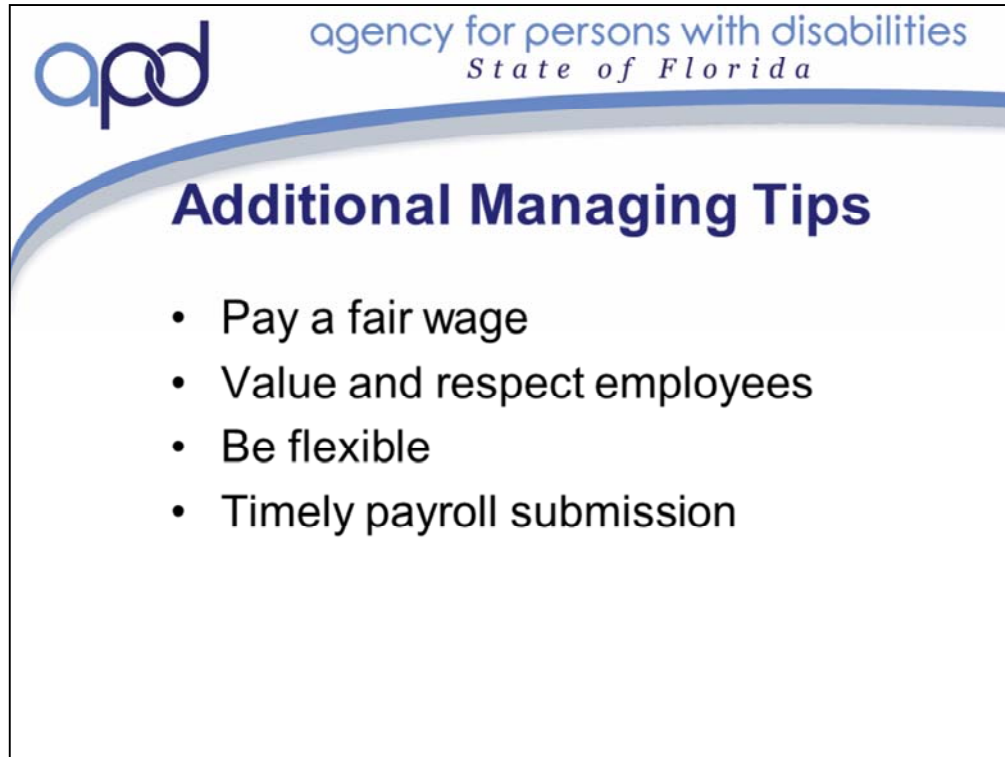 apd
agency for persons with disabilities
State of Florida
Additional Managing Tips
• Pay a fair wage
• Value and respect employees
• Be flexible
• Timely payroll submission